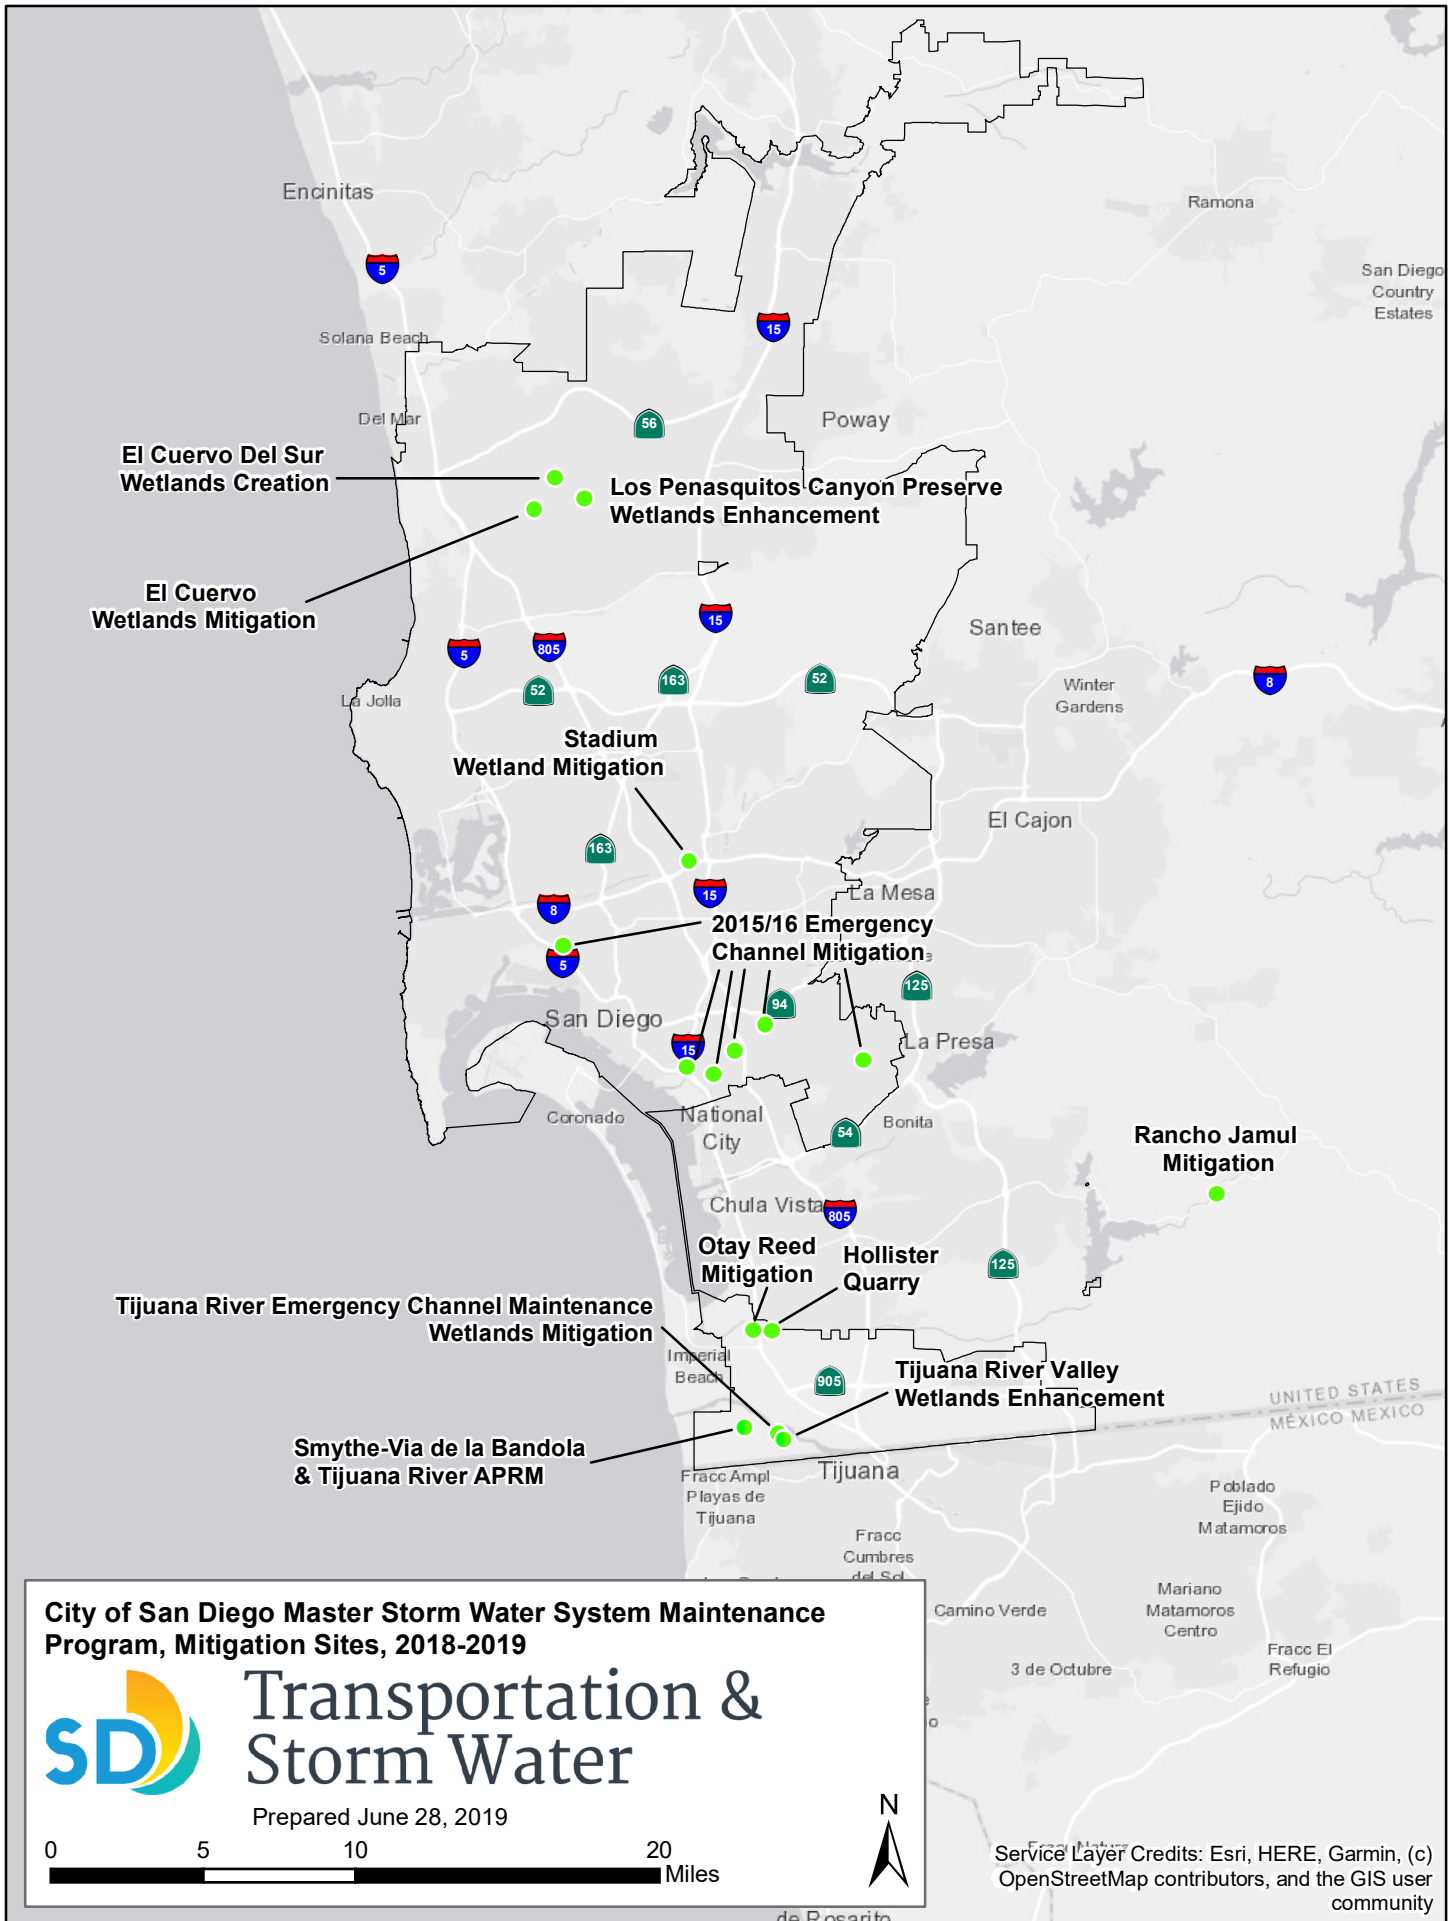 Encinitas
Ramona
5
San Diego
Country
Estates
15
Solana Beach
Del Mar
56
Poway
El Cuervo Del Sur
Wetlands Creation
Los Penasquitos Canyon Preserve
Wetlands Enhancement
El Cuervo
Wetlands Mitigation
15
Santee
5
805
52
163
52
8
La Jolla
Winter
Gardens
Stadium
Wetland Mitigation
El Cajon
163
15
La Mesa
8
2015/16 Emergency
Channel Mitigation
5
125
94
San Diego
15
La Presa
Coronado
National
City
54
Bonita
Rancho Jamul
Mitigation
Chula Vista
805
Otay Reed
Mitigation
Hollister
Quarry
125
Tijuana River Emergency Channel Maintenance
Wetlands Mitigation
Imperial
Beach
905
Tijuana River Valley
Wetlands Enhancement
UNITED STATES
MÉXICO MEXICO
Smythe-Via de la Bandola
& Tijuana River APRM
Fracc Ampl
Playas de
Tijuana
Tijuana
Poblado
Ejido
Matamoros
Fracc
Cumbres
del Sol
Mariano
Matamoros
Centro
Camino Verde
Fracc El
Refugio
3 de Octubre
City of San Diego Master Storm Water System Maintenance
Program, Mitigation Sites, 2018-2019
SD
Transportation &
Storm Water
Prepared June 28, 2019
N
0 5 10 20
Miles
Service Layer Credits: Esri, HERE, Garmin, (c)
OpenStreetMap contributors, and the GIS user
community
de Rosarito